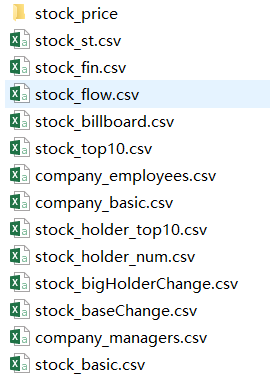 stock_price
stock_st.csv
stock_fin.csv
stock_flow.csv
stock_billboard.csv
stock_top10.csv
company_employees.csv
company_basic.csv
stock_holder_top10.csv
stock_holder_num.csv
stock_bigHolderChange.csv
stock_baseChange.csv
company_managers.csv
stock_basic.csv